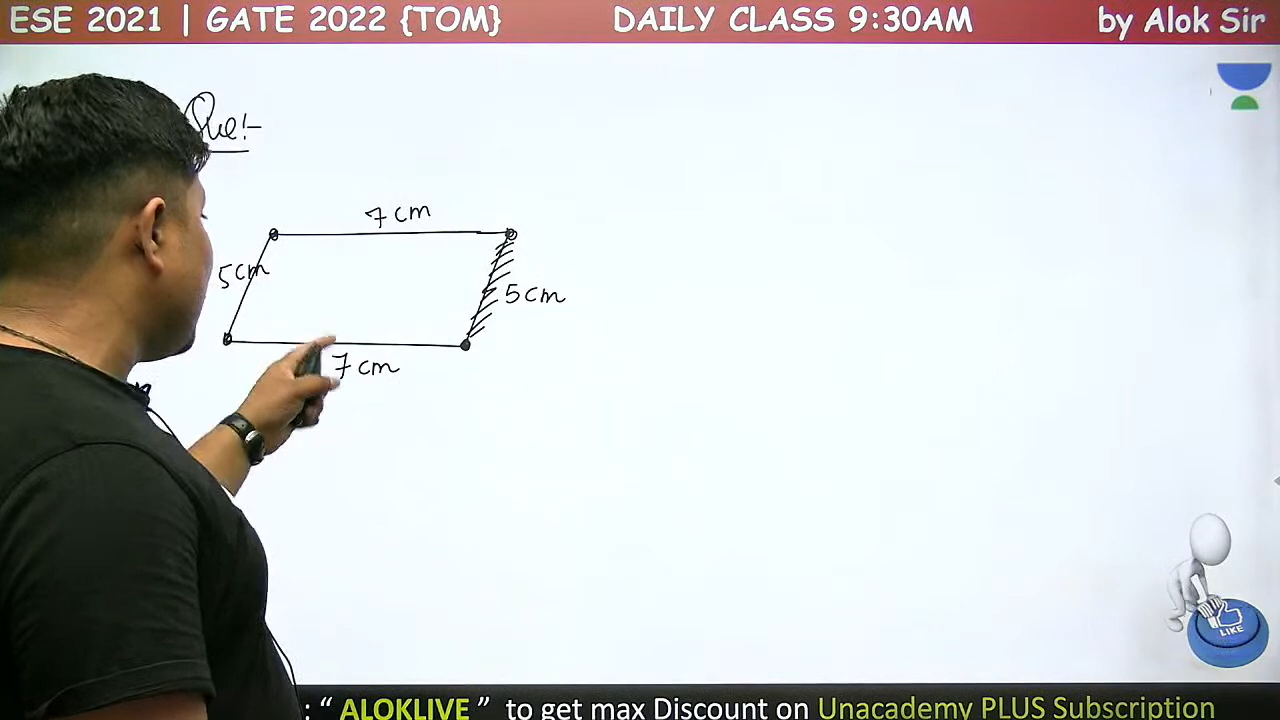 ESE 2021 | GATE 2022 {TOM} DAILY CLASS 9:30AM by Alok Sir
Que:-
7 cm
5cm
5cm
7 cm
LIKE
: “ ALOKLIVE ” to get max Discount on Unacademy PLUS Subscription